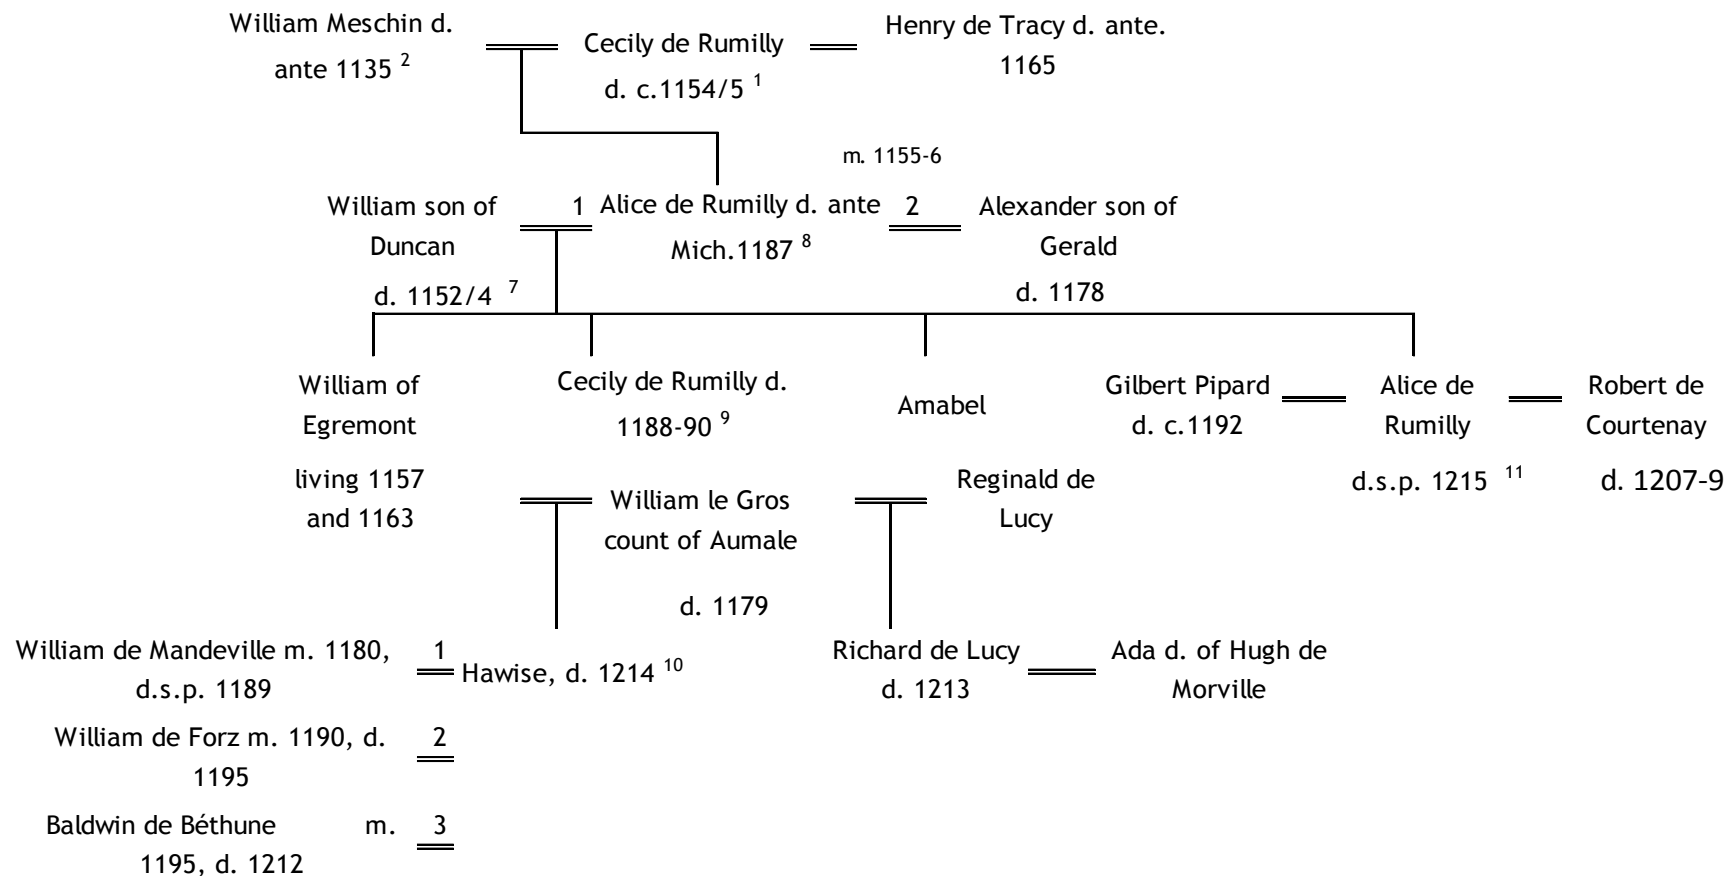 William Meschin d.
ante 1135 2
Cecily de Rumilly
d. c.1154/5 1
Henry de Tracy d. ante.
1165
m. 1155-6
William son of
Duncan
d. 1152/4 7
1
Alice de Rumilly d. ante
Mich.1187 8
2
Alexander son of
Gerald
d. 1178
William of
Egremont
living 1157
and 1163
Cecily de Rumilly d.
1188-90 9
Amabel
Gilbert Pipard
d. c.1192
Alice de
Rumilly
d.s.p. 1215 11
Robert de
Courtenay
d. 1207-9
William le Gros
count of Aumale
d. 1179
Reginald de
Lucy
William de Mandeville m. 1180,
d.s.p. 1189
1
Hawise, d. 1214 10
Richard de Lucy
d. 1213
Ada d. of Hugh de
Morville
William de Forz m. 1190, d.
1195
2
Baldwin de Béthune m.
1195, d. 1212
3